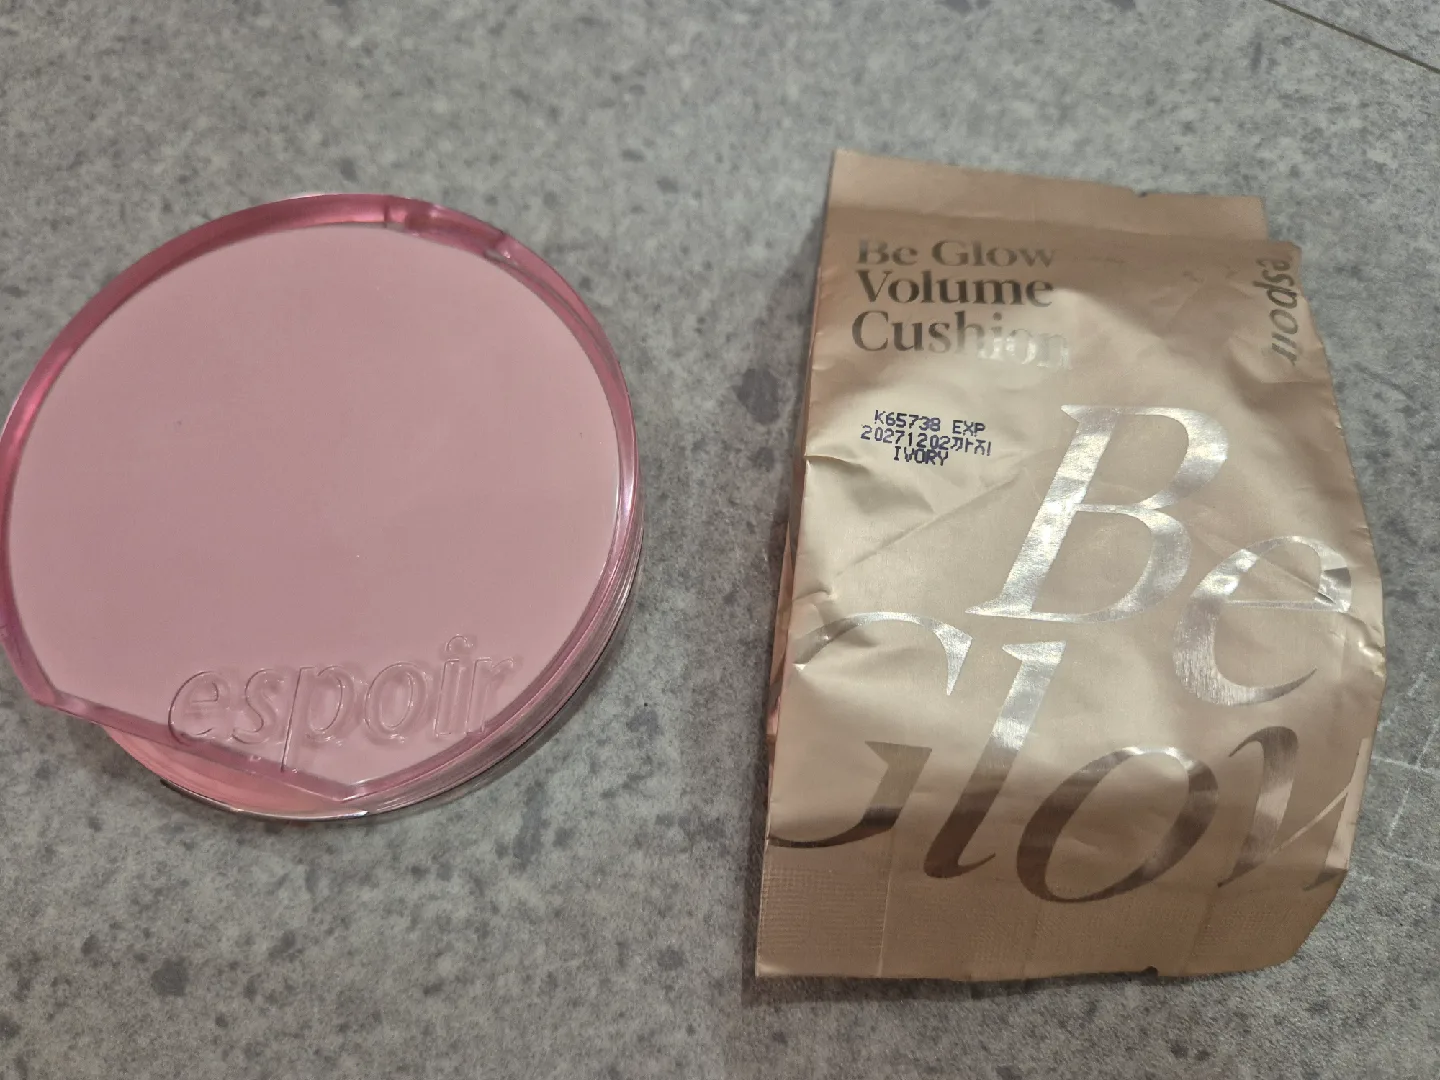 espoir
Be Glow
Volume
Cushion
espoir
K65738 EXP
20271202까지
IVORY
Be
Glow